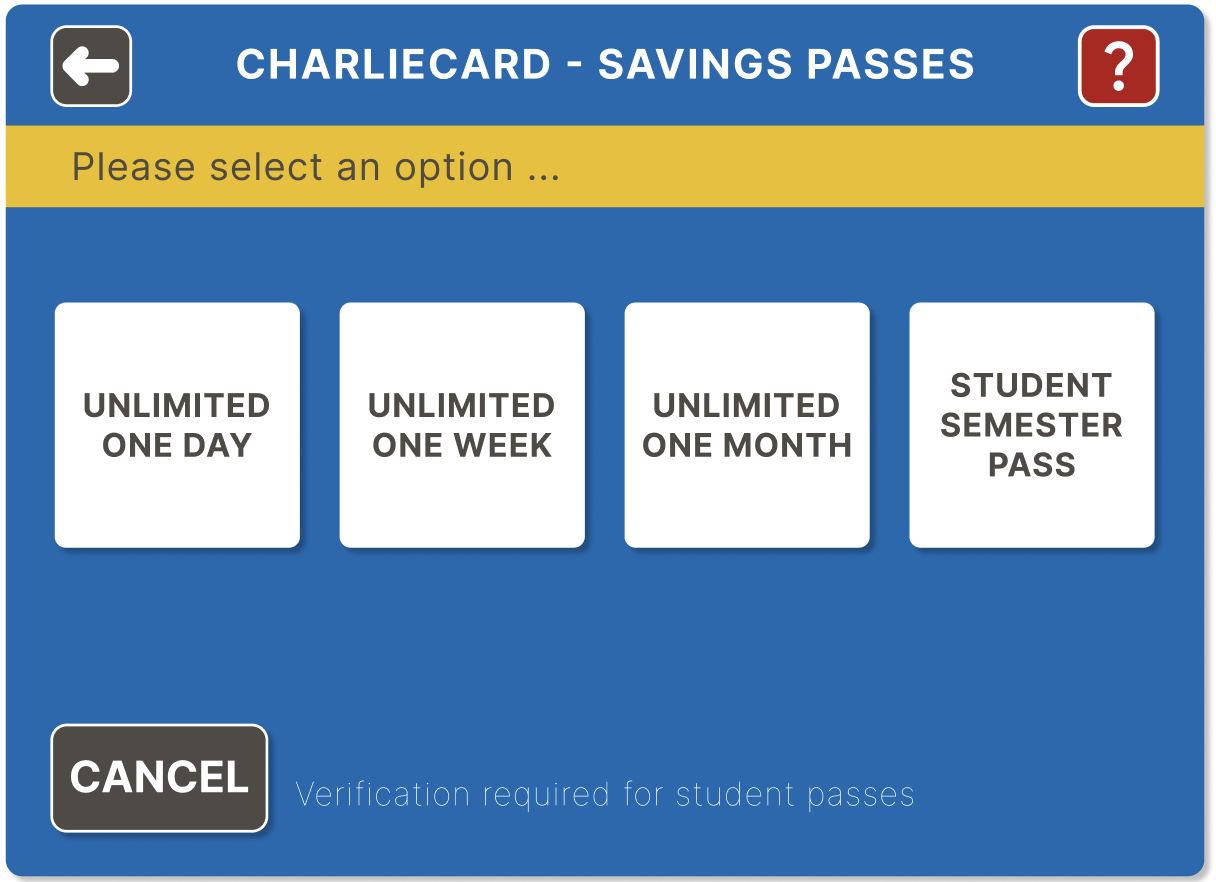 CHARLIECARD - SAVINGS PASSES
?
Please select an option ...
UNLIMITED
ONE DAY
UNLIMITED
ONE WEEK
UNLIMITED
ONE MONTH
STUDENT
SEMESTER
PASS
CANCEL
Verification required for student passes